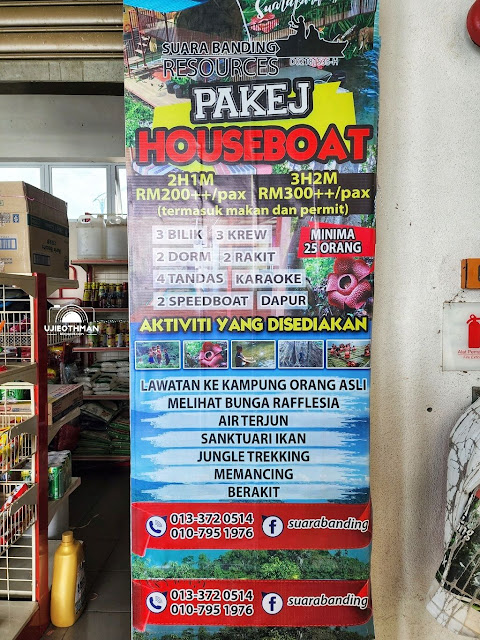 SUARA BANDING
RESOURCES
PAKEJ
HOUSEBOAT
2H1M
RM200++/pax
3H2M
RM300++/pax
(termasuk makan dan permit)
3 BILIK 3 KREW
2 DORM 2 RAKIT
4 TANDAS KARAOKE
2 SPEEDBOAT DAPUR
MINIMA
25 ORANG
AKTIVITI YANG DISEDIAKAN
LAWATAN KE KAMPUNG ORANG ASLI
MELIHAT BUNGA RAFFLESIA
AIR TERJUN
SANKTUARI IKAN
JUNGLE TREKKING
MEMANCING
BERAKIT
013-372 0514
010-795 1976
f suarabanding
013-372 0514
010-795 1976
f suarabanding
UJIEOTHMAN